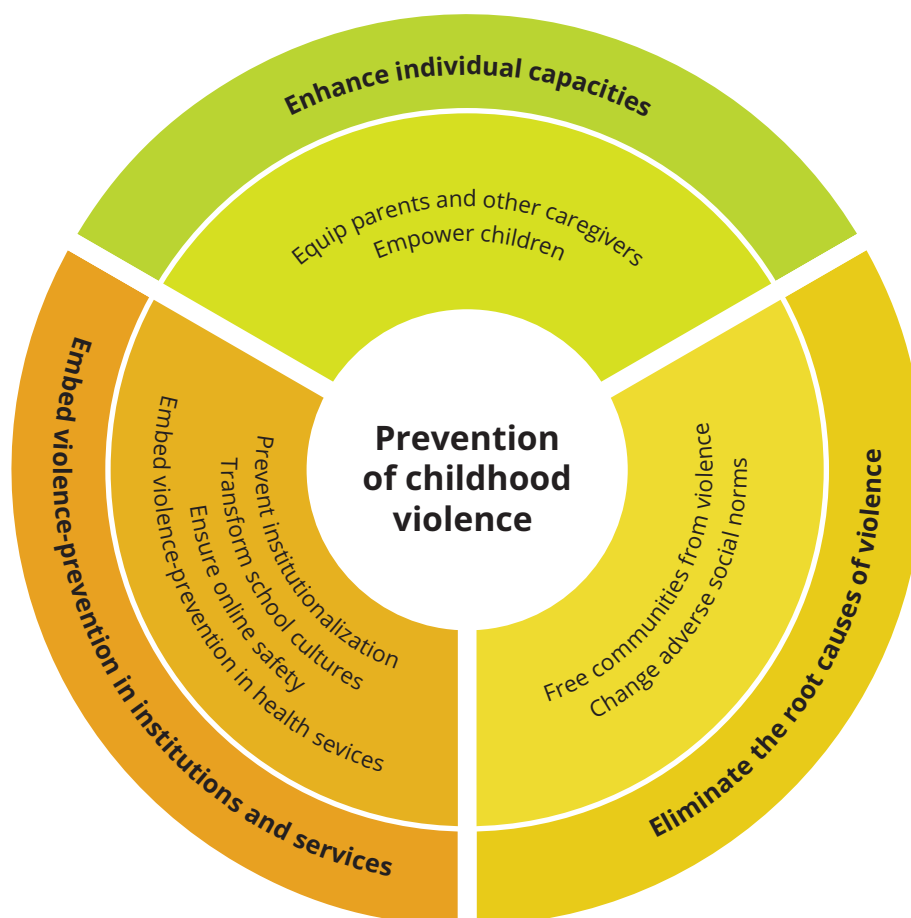 Enhance individual capacities
Equip parents and other caregivers
Empower children
Prevention
of childhood
violence
Embed violence-prevention in institutions and services
Prevent institutionalization
Transform school cultures
Ensure online safety
Embed violence-prevention in health sevices
Free communities from violence
Change adverse social norms
Eliminate the root causes of violence